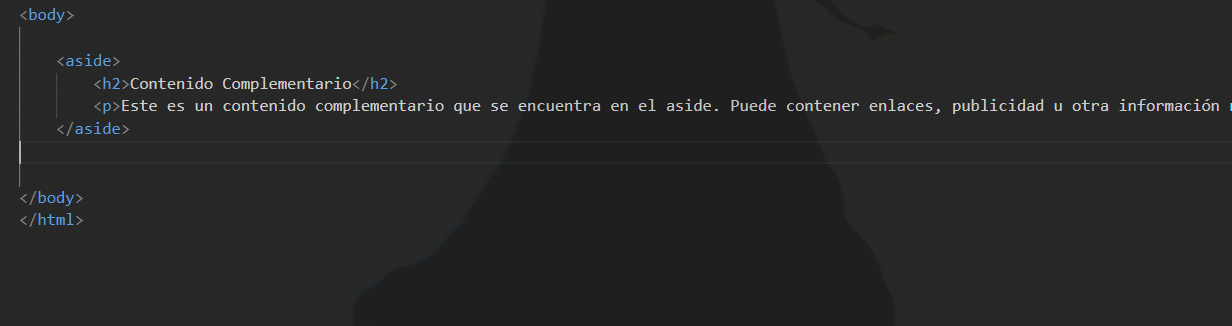 <body>
<aside>
<h2>Contenido Complementario</h2>
<p>Este es un contenido complementario que se encuentra en el aside. Puede contener enlaces, publicidad u otra información
</aside>
</body>
</html>